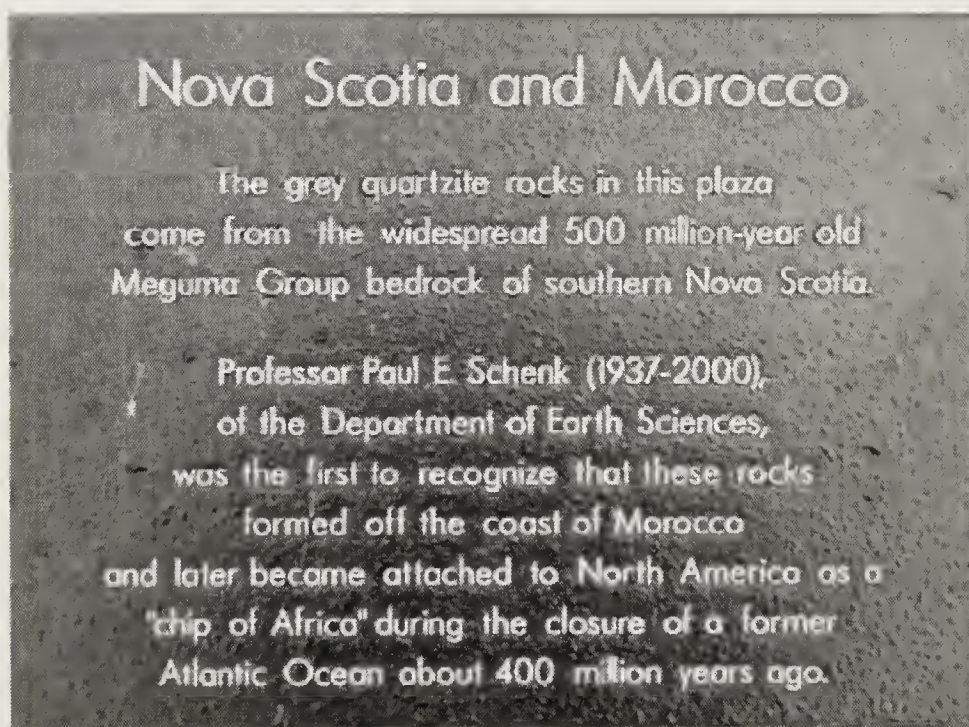 Nova Scotia and Morocco
The grey quartzite rocks in this plaza
come from the widespread 500 million-year old
Meguma Group bedrock of southern Nova Scotia.
Professor Paul E. Schenk (1937-2000),
of the Department of Earth Sciences,
was the first to recognize that these rocks
formed off the coast of Morocco
and later became attached to North America as a
"chip of Africa" during the closure of a former
Atlantic Ocean about 400 million years ago.